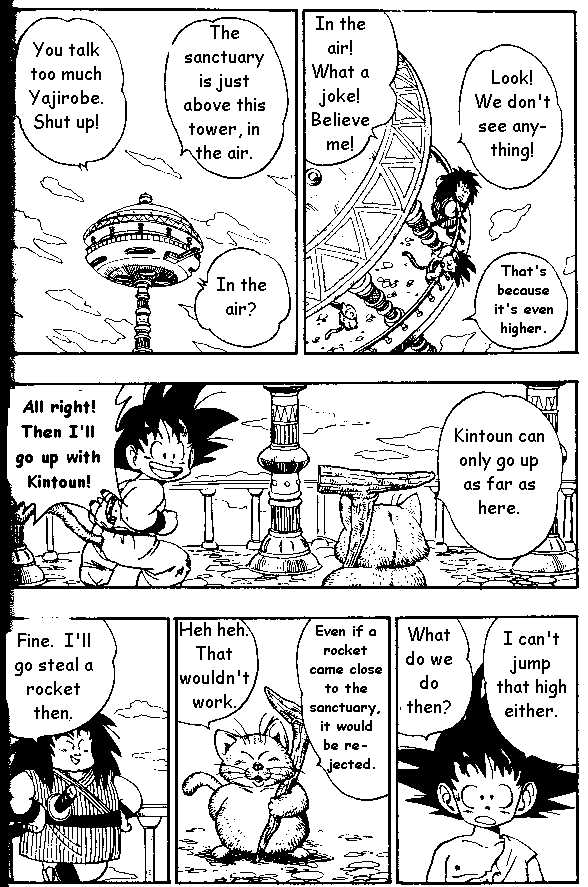 You talk
too much
Yajirobe.
Shut up!
The
sanctuary
is just
above this
tower, in
the air.
In the
air?
In the
air!
What a
joke!
Believe
me!
Look!
We don't
see any-
thing!
That's
because
it's even
higher.
All right!
Then I'll
go up with
Kintoun!
Kintoun can
only go up
as far as
here.
Fine. I'll
go steal a
rocket
then.
Heh heh.
That
wouldn't
work.
Even if a
rocket
came close
to the
sanctuary,
it would
be re-
jected.
What
do we
do
then?
I can't
jump
that high
either.